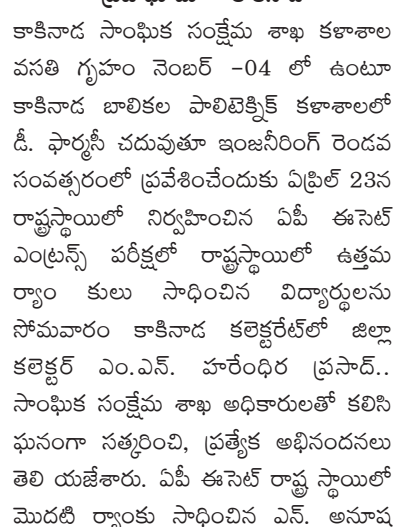 కాకినాడ సాంఘిక సంక్షేమ శాఖ కళాశాల
వసతి గృహం నెంబర్ -04 లో ఉంటూ
కాకినాడ బాలికల పాలిటెక్నిక్ కళాశాలలో
డీ. ఫార్మసీ చదువుతూ ఇంజనీరింగ్ రెండవ
సంవత్సరంలో ప్రవేశించేందుకు ఏప్రిల్ 23న
రాష్ట్రస్థాయిలో నిర్వహించిన ఏపీ ఈసెట్
ఎంట్రన్స్ పరీక్షలో రాష్ట్రస్థాయిలో ఉత్తమ
ర్యాం కులు సాధించిన విద్యార్థులను
సోమవారం కాకినాడ కలెక్టరేట్‌లో జిల్లా
కలెక్టర్ ఎం.ఎన్. హరేంధిర ప్రసాద్..
సాంఘిక సంక్షేమ శాఖ అధికారులతో కలిసి
ఘనంగా సత్కరించి, ప్రత్యేక అభినందనలు
తెలి యజేశారు. ఏపీ ఈసెట్ రాష్ట్ర స్థాయిలో
మొదటి ర్యాంకు సాధించిన ఎన్. అనూష